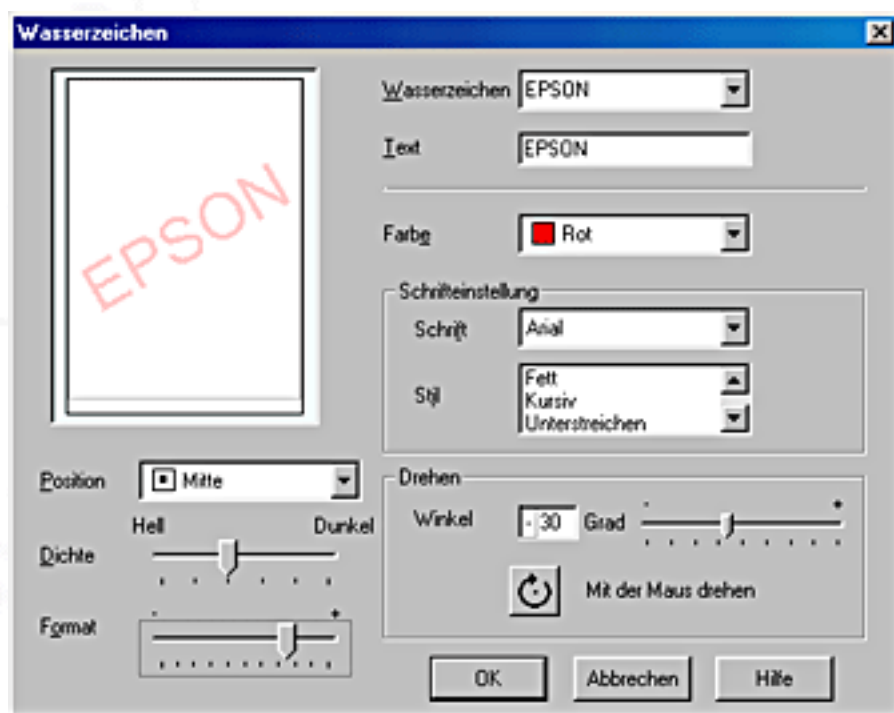 Wasserzeichen
EPSON
Wasserzeichen EPSON
Text EPSON
Farbe Rot
Schrifteinstellung
Schrift Arial
Stil Fett
Kursiv
Unterstreichen
Position Mitte
Hell Dunkel
Dichte
- +
Format
Drehen
Winkel - 30 Grad - +
Mit der Maus drehen
OK Abbrechen Hilfe